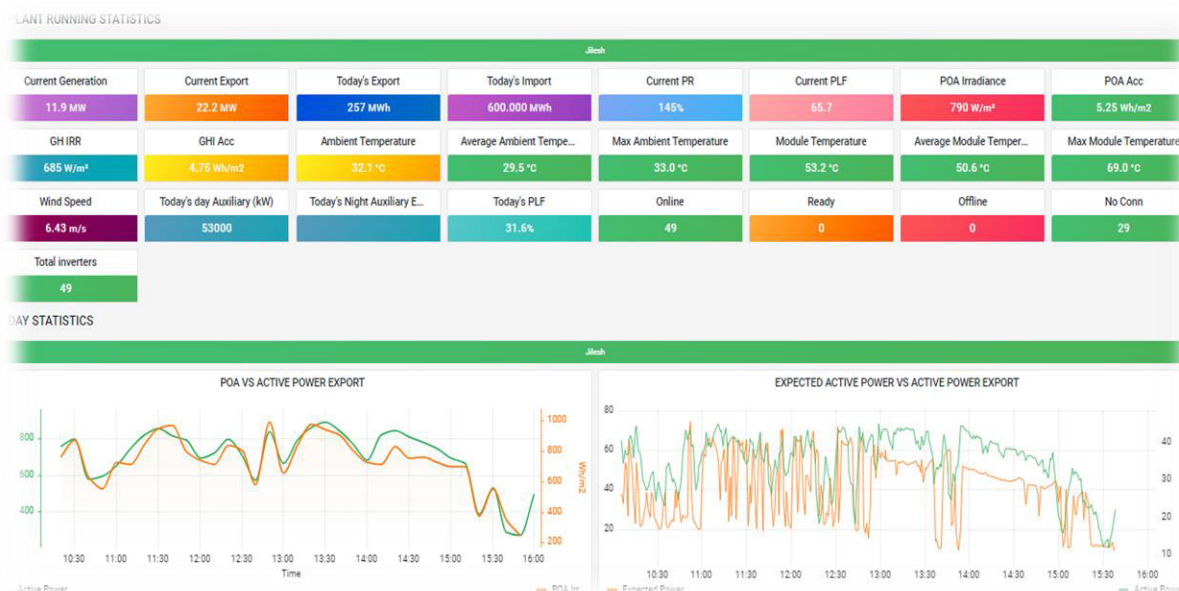 PLANT RUNNING STATISTICS
Jilesh
Current Generation Current Export Today's Export Today's Import Current PR Current PLF POA Irradiance POA Acc
11.9 MW 22.2 MW 257 MWh 600.000 MWh 145% 65.7 790 W/m² 5.25 Wh/m2
GH IRR GHI Acc Ambient Temperature Average Ambient Tempe... Max Ambient Temperature Module Temperature Average Module Temper... Max Module Temperature
685 W/m² 4.75 Wh/m2 32.1 °C 29.5 °C 33.0 °C 53.2 °C 50.6 °C 69.0 °C
Wind Speed Today's day Auxiliary (kW) Today's Night Auxiliary E... Today's PLF Online Ready Offline No Conn
6.43 m/s 53000 31.6% 49 0 0 29
Total inverters
49
DAY STATISTICS
Jilesh
POA VS ACTIVE POWER EXPORT
800
600
400
1000
800
600
400
200
Wh/m2
10:30 11:00 11:30 12:00 12:30 13:00 13:30 14:00 14:30 15:00 15:30 16:00
Time
Active Power POA Irr
EXPECTED ACTIVE POWER VS ACTIVE POWER EXPORT
80
60
40
20
40
30
20
10
10:30 11:00 11:30 12:00 12:30 13:00 13:30 14:00 14:30 15:00 15:30 16:00
Expected Power Active Powe